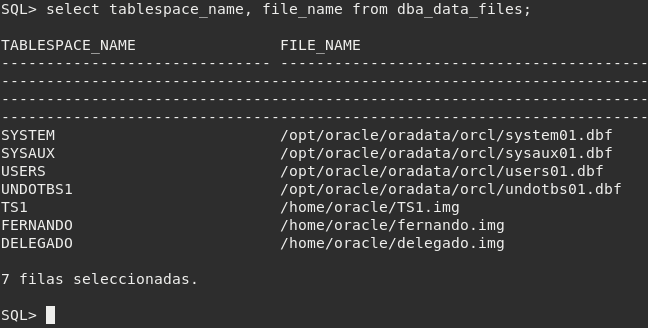 SQL> select tablespace_name, file_name from dba_data_files;
TABLESPACE_NAME FILE_NAME
------------------------------ -----------------------------------------
------------------------------------------------------------------------
------------------------------------------------------------------------
------------------------------------------------------------------------
SYSTEM /opt/oracle/oradata/orcl/system01.dbf
SYSAUX /opt/oracle/oradata/orcl/sysaux01.dbf
USERS /opt/oracle/oradata/orcl/users01.dbf
UNDOTBS1 /opt/oracle/oradata/orcl/undotbs01.dbf
TS1 /home/oracle/TS1.img
FERNANDO /home/oracle/fernando.img
DELEGADO /home/oracle/delegado.img
7 filas seleccionadas.
SQL>